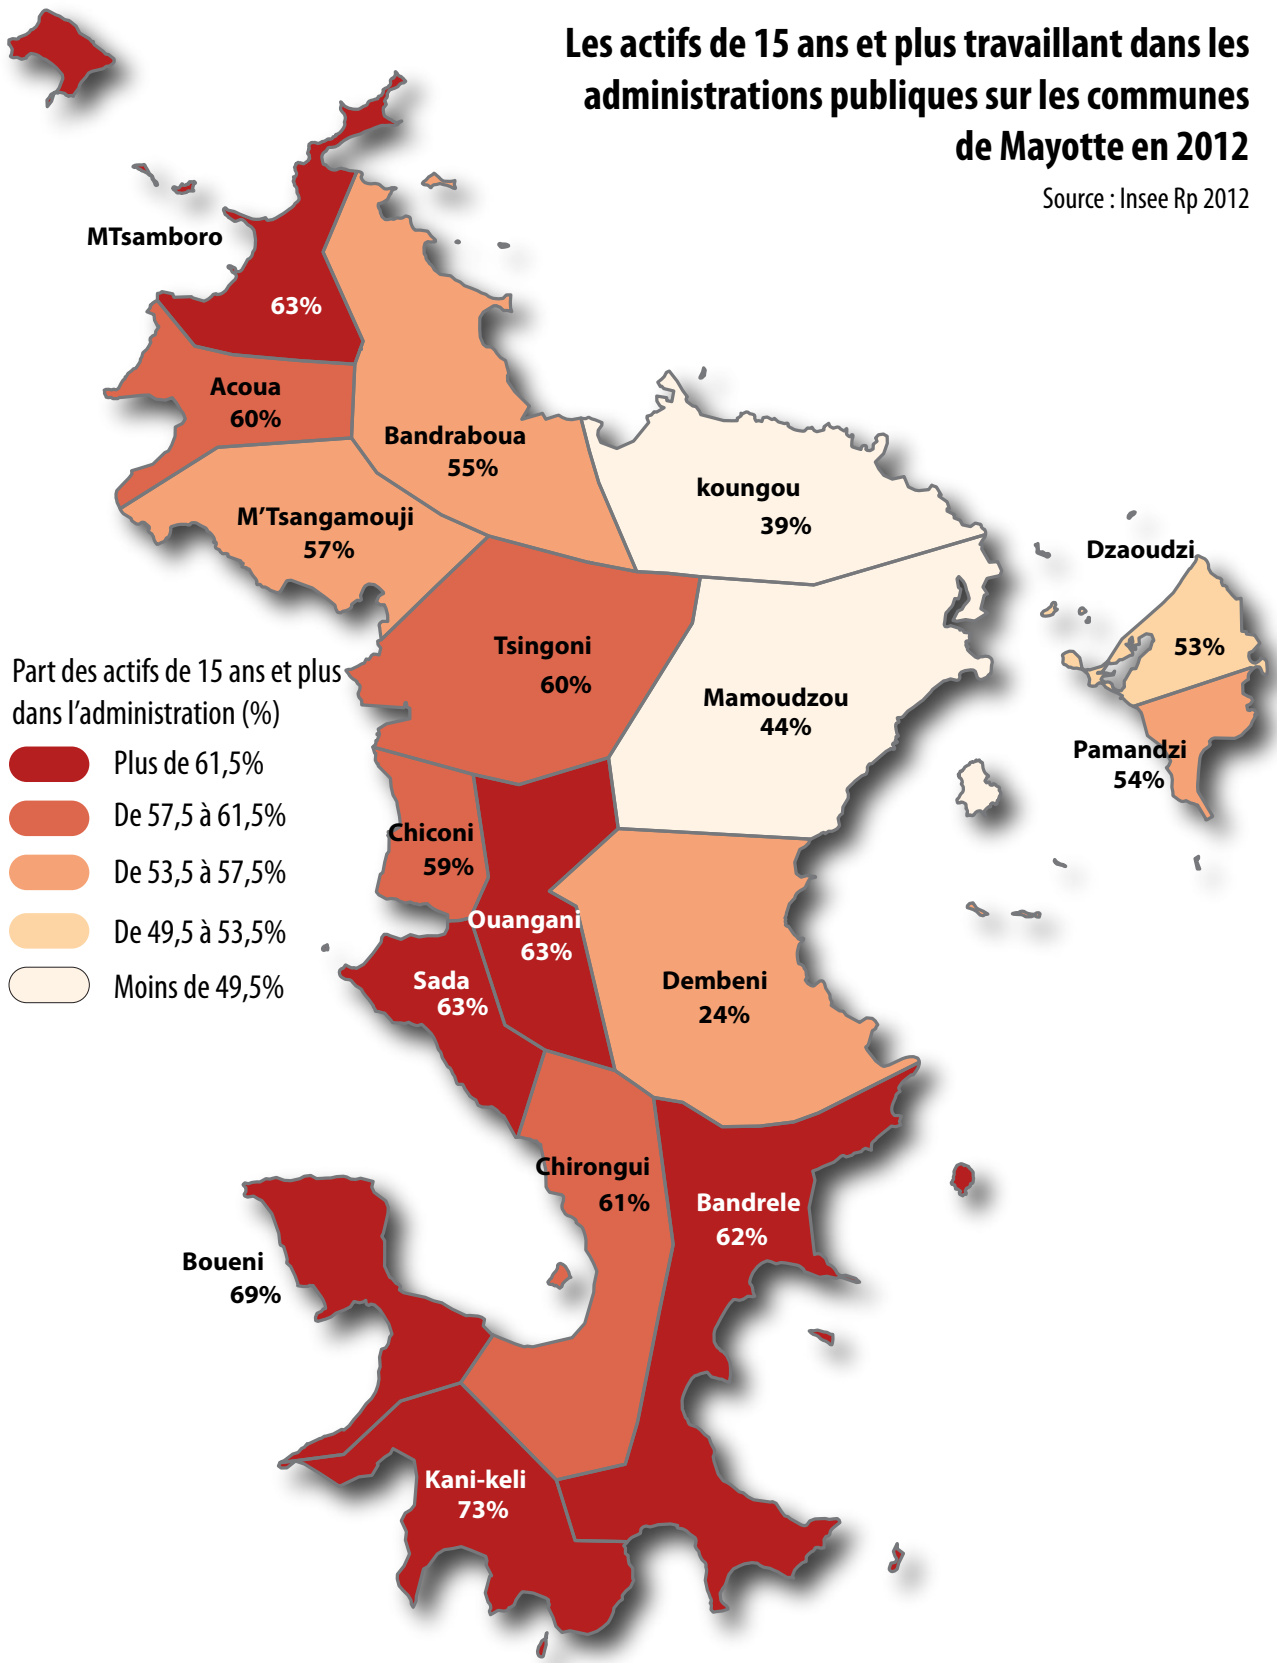 Les actifs de 15 ans et plus travaillant dans les
administrations publiques sur les communes
de Mayotte en 2012
Source : Insee Rp 2012
MTsamboro
63%
Acoua
60%
Bandraboua
55%
M'Tsangamouji
57%
koungou
39%
Dzaoudzi
53%
Tsingoni
60%
Mamoudzou
44%
Pamandzi
54%
Part des actifs de 15 ans et plus
dans l'administration (%)
Plus de 61,5%
De 57,5 à 61,5%
De 53,5 à 57,5%
De 49,5 à 53,5%
Moins de 49,5%
Chiconi
59%
Ouangani
63%
Sada
63%
Dembeni
24%
Chirongui
61%
Bandrele
62%
Boueni
69%
Kani-keli
73%